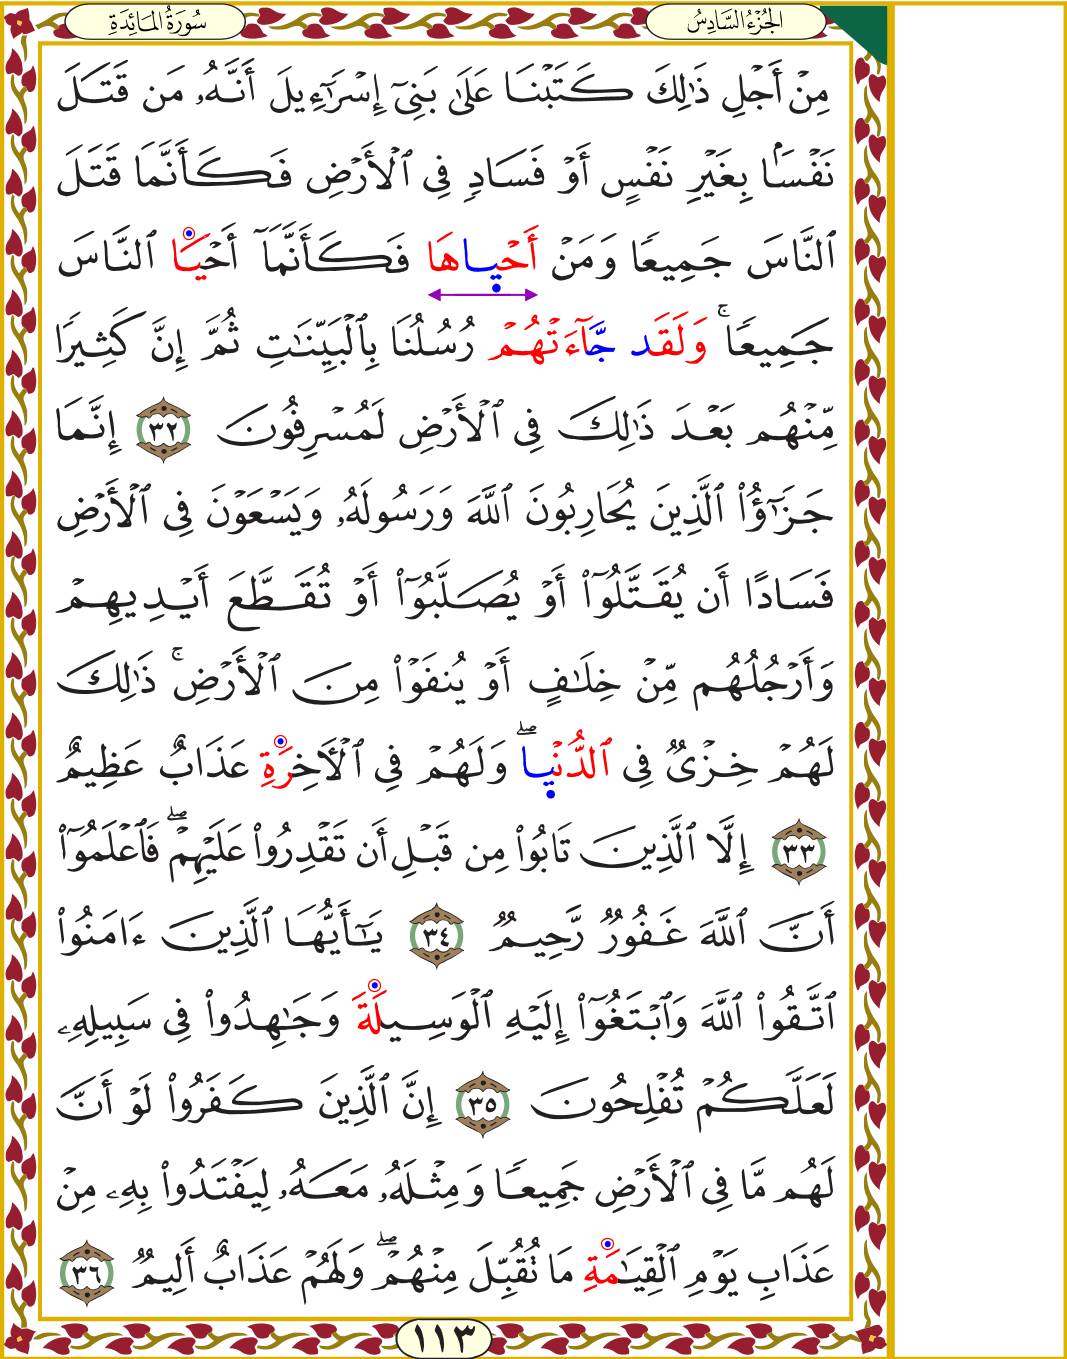 الجُزْءُ السَّادِسُ
سُورَةُ المَائِدَةِ
مِنْ أَجْلِ ذَٰلِكَ كَتَبْنَا عَلَىٰ بَنِىٓ إِسْرَٰٓءِيلَ أَنَّهُۥ مَن قَتَلَ
نَفْسَۢا بِغَيْرِ نَفْسٍ أَوْ فَسَادٍ فِى ٱلْأَرْضِ فَكَأَنَّمَا قَتَلَ
ٱلنَّاسَ جَمِيعًا وَمَنْ أَحْيَاهَا فَكَأَنَّمَآ أَحْيَا ٱلنَّاسَ
جَمِيعًا ۚ وَلَقَد جَّآءَتْهُمْ رُسُلُنَا بِٱلْبَيِّنَٰتِ ثُمَّ إِنَّ كَثِيرًا
مِّنْهُم بَعْدَ ذَٰلِكَ فِى ٱلْأَرْضِ لَمُسْرِفُونَ ٣٢ إِنَّمَا
جَزَٰٓؤُا۟ ٱلَّذِينَ يُحَارِبُونَ ٱللَّهَ وَرَسُولَهُۥ وَيَسْعَوْنَ فِى ٱلْأَرْضِ
فَسَادًا أَن يُقَتَّلُوٓا۟ أَوْ يُصَلَّبُوٓا۟ أَوْ تُقَطَّعَ أَيْدِيهِمْ
وَأَرْجُلُهُم مِّنْ خِلَٰفٍ أَوْ يُنفَوْا۟ مِنَ ٱلْأَرْضِ ۚ ذَٰلِكَ
لَهُمْ خِزْىٌ فِى ٱلدُّنْيَا ۖ وَلَهُمْ فِى ٱلْأَخِرَةِ عَذَابٌ عَظِيمٌ
٣٣ إِلَّا ٱلَّذِينَ تَابُوا۟ مِن قَبْلِ أَن تَقْدِرُوا۟ عَلَيْهِمْ ۖ فَٱعْلَمُوٓا۟
أَنَّ ٱللَّهَ غَفُورٌ رَّحِيمٌ ٣٤ يَٰٓأَيُّهَا ٱلَّذِينَ ءَامَنُوا۟
ٱتَّقُوا۟ ٱللَّهَ وَٱبْتَغُوٓا۟ إِلَيْهِ ٱلْوَسِيلَةَ وَجَٰهِدُوا۟ فِى سَبِيلِهِۦ
لَعَلَّكُمْ تُفْلِحُونَ ٣٥ إِنَّ ٱلَّذِينَ كَفَرُوا۟ لَوْ أَنَّ
لَهُم مَّا فِى ٱلْأَرْضِ جَمِيعًا وَمِثْلَهُۥ مَعَهُۥ لِيَفْتَدُوا۟ بِهِۦ مِنْ
عَذَابِ يَوْمِ ٱلْقِيَٰمَةِ مَا تُقُبِّلَ مِنْهُمْ ۖ وَلَهُمْ عَذَابٌ أَلِيمٌ ٣٦
١١٣